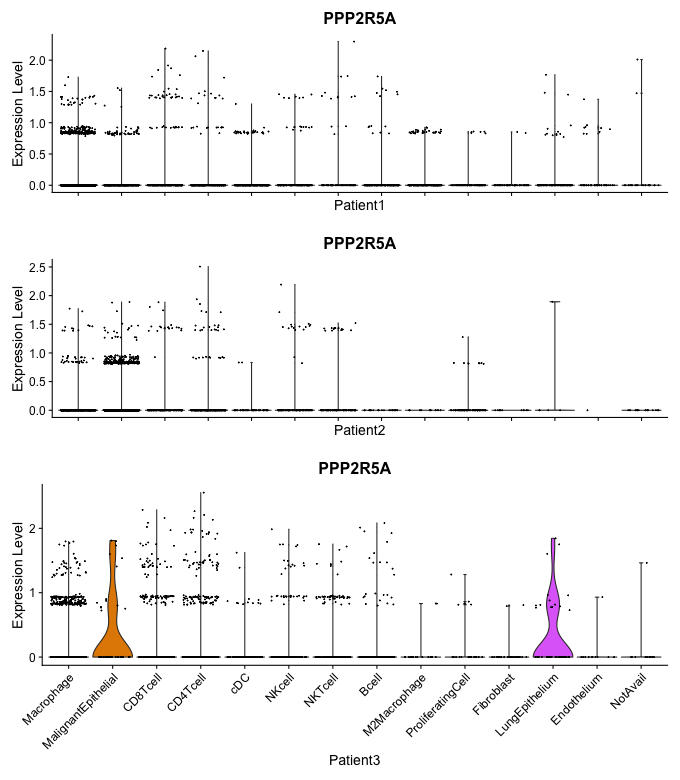 PPP2R5A
Expression Level
2.0
1.5
1.0
0.5
0.0
Patient1
PPP2R5A
Expression Level
2.5
2.0
1.5
1.0
0.5
0.0
Patient2
PPP2R5A
Expression Level
2
1
0
Macrophage
MalignantEpithelial
CD8Tcell
CD4Tcell
cDC
NKcell
NKTcell
Bcell
M2Macrophage
ProliferatingCell
Fibroblast
LungEpithelium
Endothelium
NotAvail
Patient3